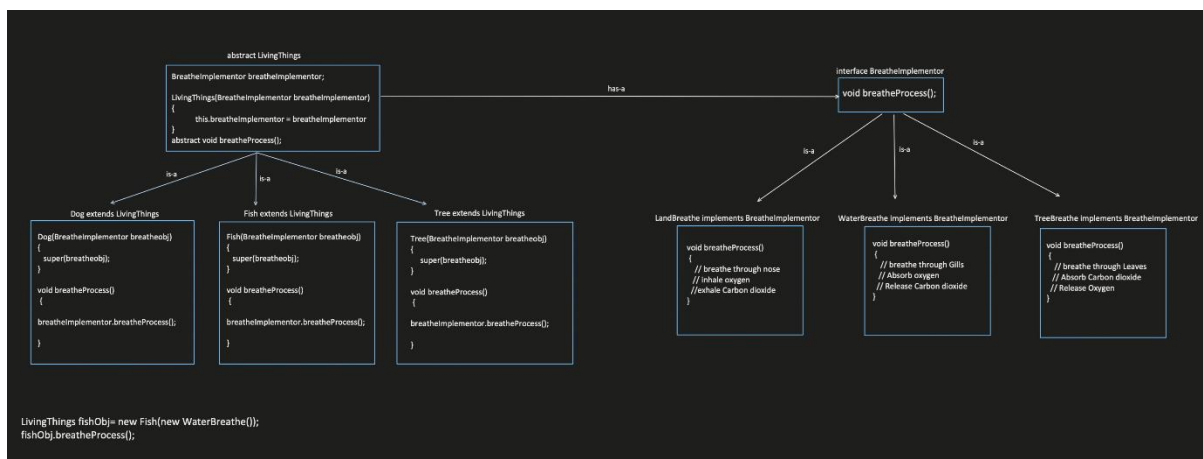 abstract LivingThings
BreatheImplementor breatheImplementor;
LivingThings(BreatheImplementor breatheImplementor)
{
this.breatheImplementor = breatheImplementor
}
abstract void breatheProcess();
has-a
interface BreatheImplementor
void breatheProcess();
is-a
is-a
is-a
is-a
is-a
is-a
Dog extends LivingThings
Dog(BreatheImplementor breatheobj)
{
super(breatheobj);
}
void breatheProcess()
{
breatheImplementor.breatheProcess();
}
Fish extends LivingThings
Fish(BreatheImplementor breatheobj)
{
super(breatheobj);
}
void breatheProcess()
{
breatheImplementor.breatheProcess();
}
Tree extends LivingThings
Tree(BreatheImplementor breatheobj)
{
super(breatheobj);
}
void breatheProcess()
{
breatheImplementor.breatheProcess();
}
LandBreathe implements BreatheImplementor
void breatheProcess()
{
// breathe through nose
// inhale oxygen
//exhale Carbon dioxide
}
WaterBreathe implements BreatheImplementor
void breatheProcess()
{
// breathe through Gills
// Absorb oxygen
// Release Carbon dioxide
}
TreeBreathe implements BreatheImplementor
void breatheProcess()
{
// breathe through Leaves
// Absorb Carbon dioxide
// Release Oxygen
}
LivingThings fishObj= new Fish(new WaterBreathe());
fishObj.breatheProcess();